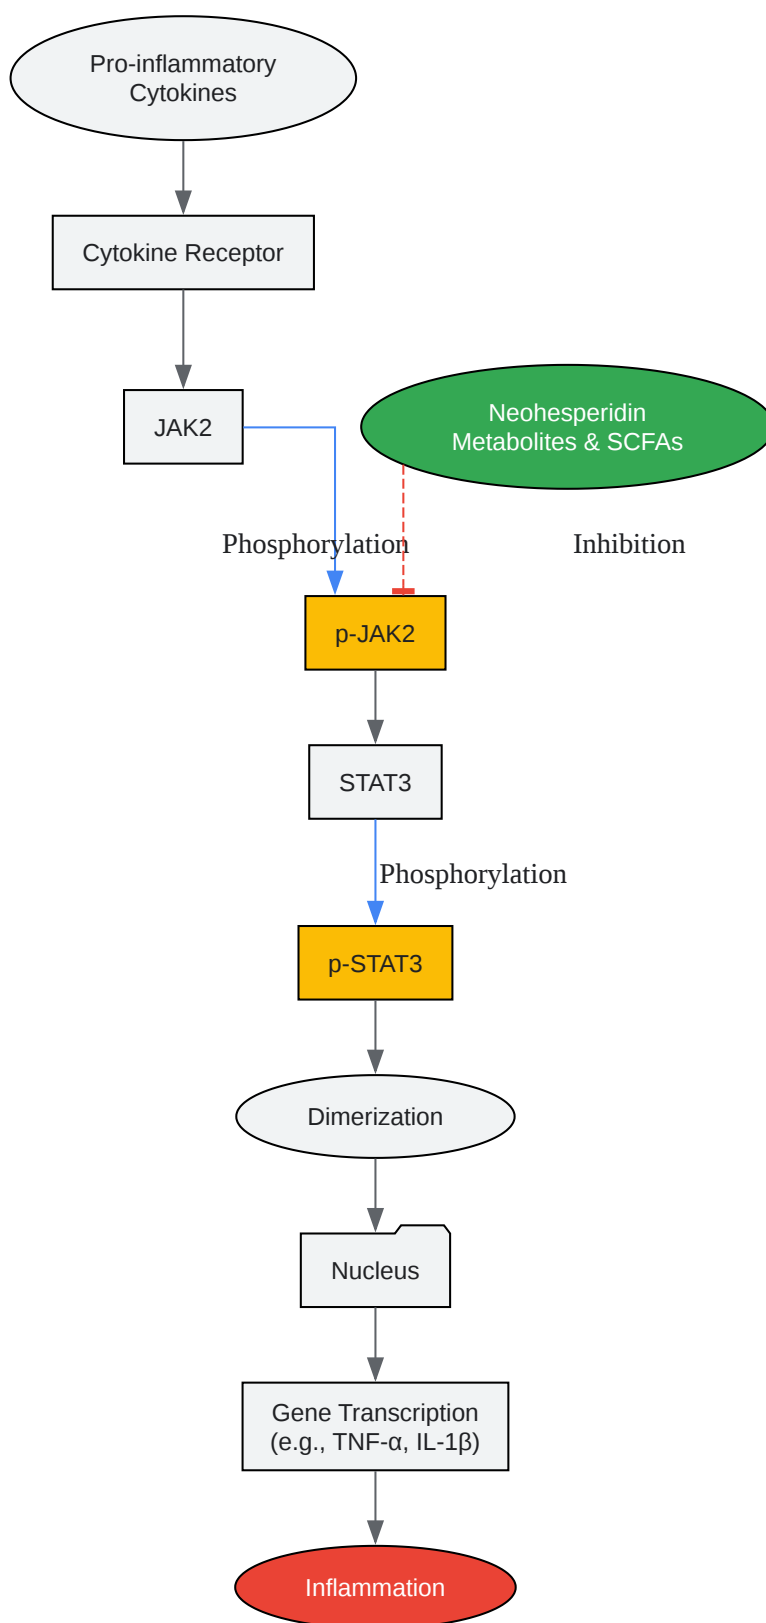 Pro-inflammatory
Cytokines
Cytokine Receptor
JAK2
Neohesperidin
Metabolites & SCFAs
Phosphorylation
Inhibition
p-JAK2
STAT3
Phosphorylation
p-STAT3
Dimerization
Nucleus
Gene Transcription
(e.g., TNF-α, IL-1β)
Inflammation